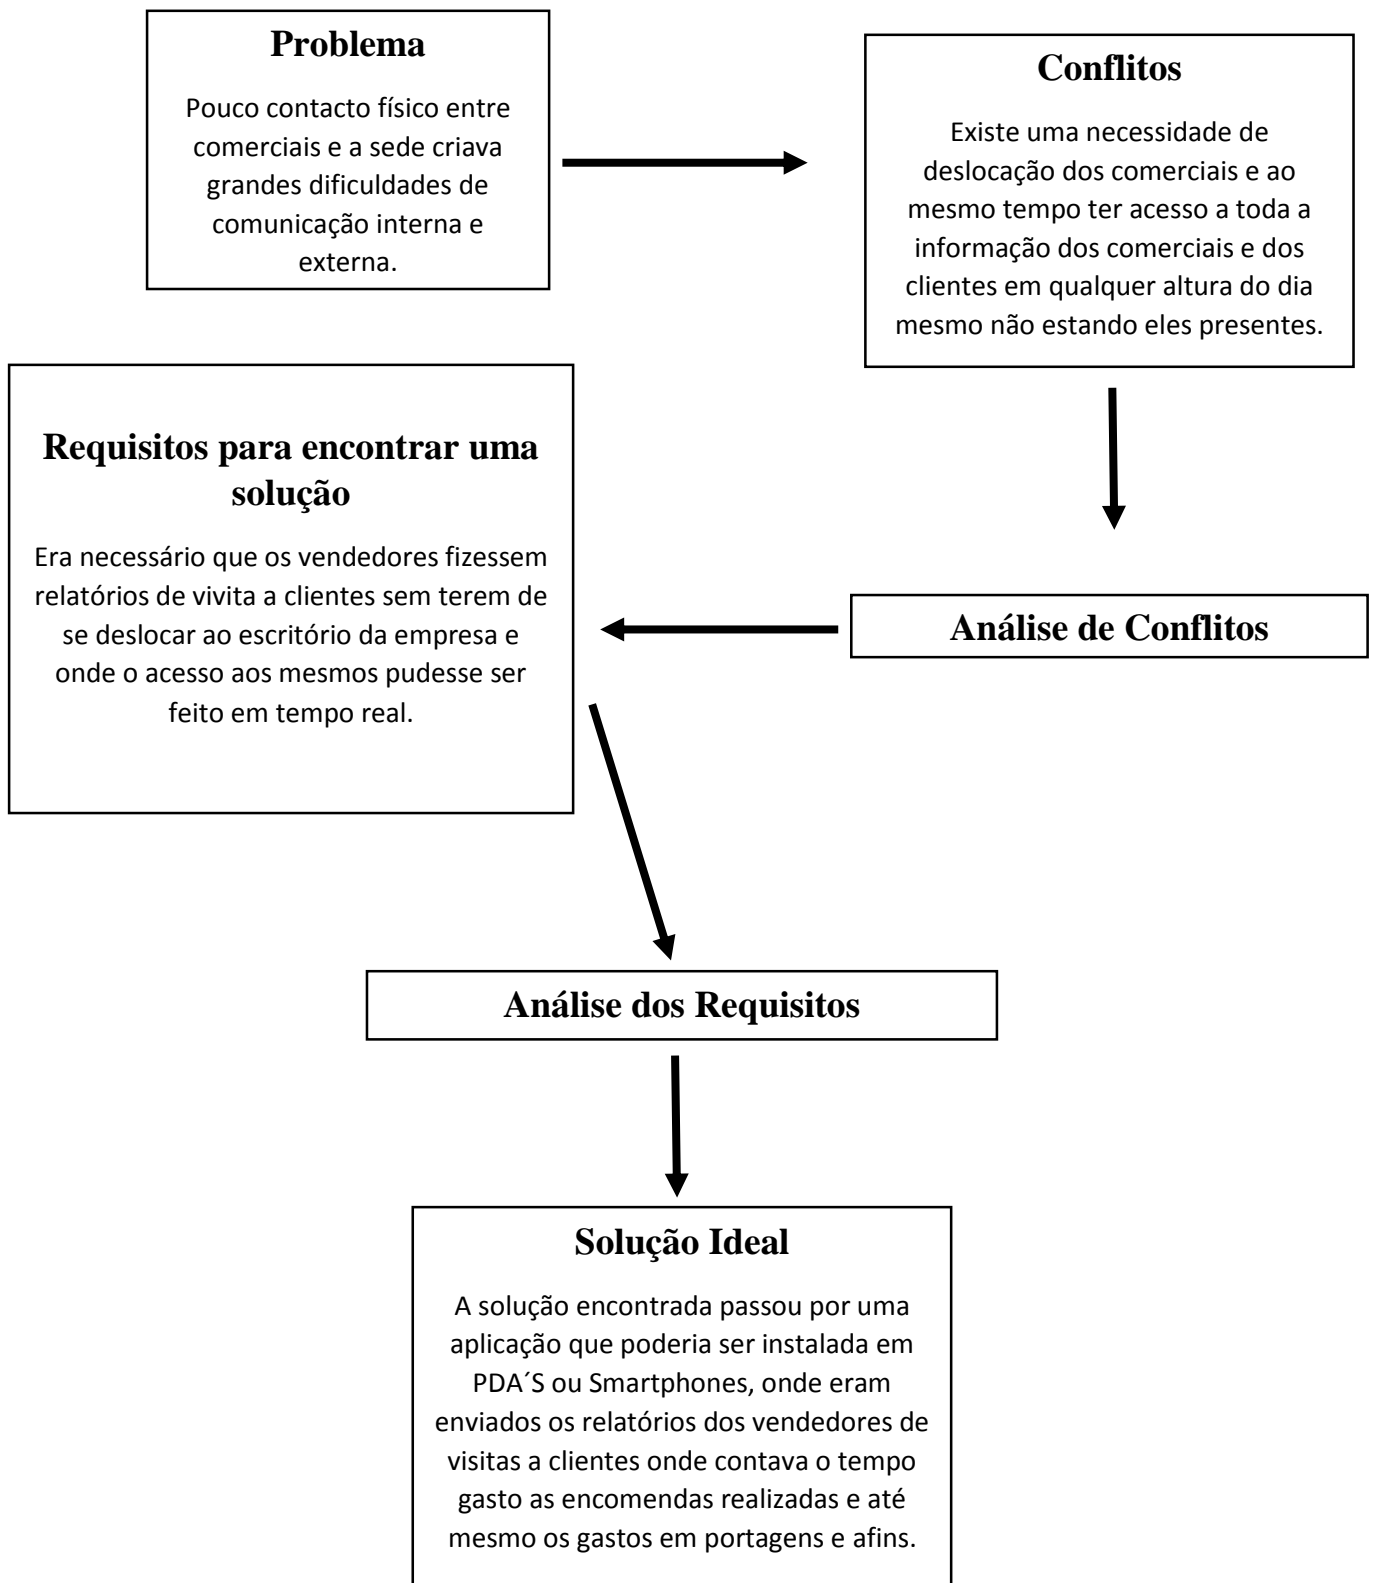 Problema
Pouco contacto físico entre
comerciais e a sede criava
grandes dificuldades de
comunicação interna e
externa.
Conflitos
Existe uma necessidade de
deslocação dos comerciais e ao
mesmo tempo ter acesso a toda a
informação dos comerciais e dos
clientes em qualquer altura do dia
mesmo não estando eles presentes.
Análise de Conflitos
Requisitos para encontrar uma
solução
Era necessário que os vendedores fizessem
relatórios de vivita a clientes sem terem de
se deslocar ao escritório da empresa e
onde o acesso aos mesmos pudesse ser
feito em tempo real.
Análise dos Requisitos
Solução Ideal
A solução encontrada passou por uma
aplicação que poderia ser instalada em
PDA´S ou Smartphones, onde eram
enviados os relatórios dos vendedores de
visitas a clientes onde contava o tempo
gasto as encomendas realizadas e até
mesmo os gastos em portagens e afins.